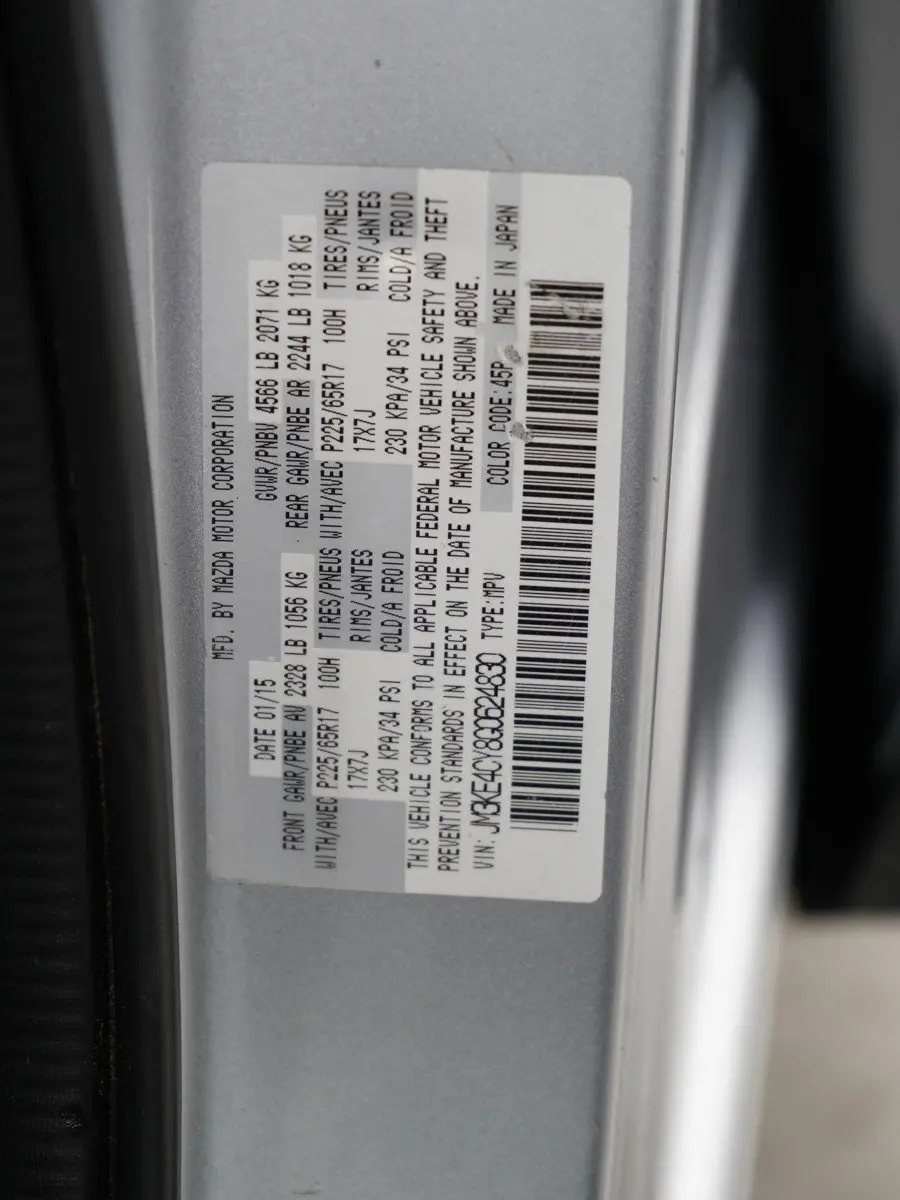 MFD. BY MAZDA MOTOR CORPORATION
DATE 01/15 GVWR/PNBV 4566 LB 2071 KG
FRONT GAWR/PNBE AV 2328 LB 1056 KG REAR GAWR/PNBE AR 2244 LB 1018 KG
WITH/AVEC P225/65R17 100H TIRES/PNEUS WITH/AVEC P225/65R17 100H TIRES/PNEUS
17X7J RIMS/JANTES 17X7J RIMS/JANTES
230 KPA/34 PSI COLD/A FROID 230 KPA/34 PSI COLD/A FROID
THIS VEHICLE CONFORMS TO ALL APPLICABLE FEDERAL MOTOR VEHICLE SAFETY AND THEFT
PREVENTION STANDARDS IN EFFECT ON THE DATE OF MANUFACTURE SHOWN ABOVE.
VIN: JM3KE4CY8G0624830 TYPE:MPV COLOR CODE:45P MADE IN JAPAN